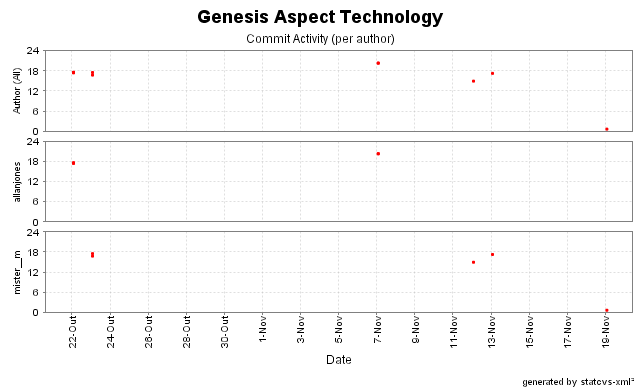 Genesis Aspect Technology
Commit Activity (per author)
24
18
12
6
0
Author (All)
24
18
12
6
0
allanjones
24
18
12
6
0
mister__m
22-Out
24-Out
26-Out
28-Out
30-Out
1-Nov
3-Nov
5-Nov
7-Nov
9-Nov
11-Nov
13-Nov
15-Nov
17-Nov
19-Nov
Date
generated by statcvs-xml²